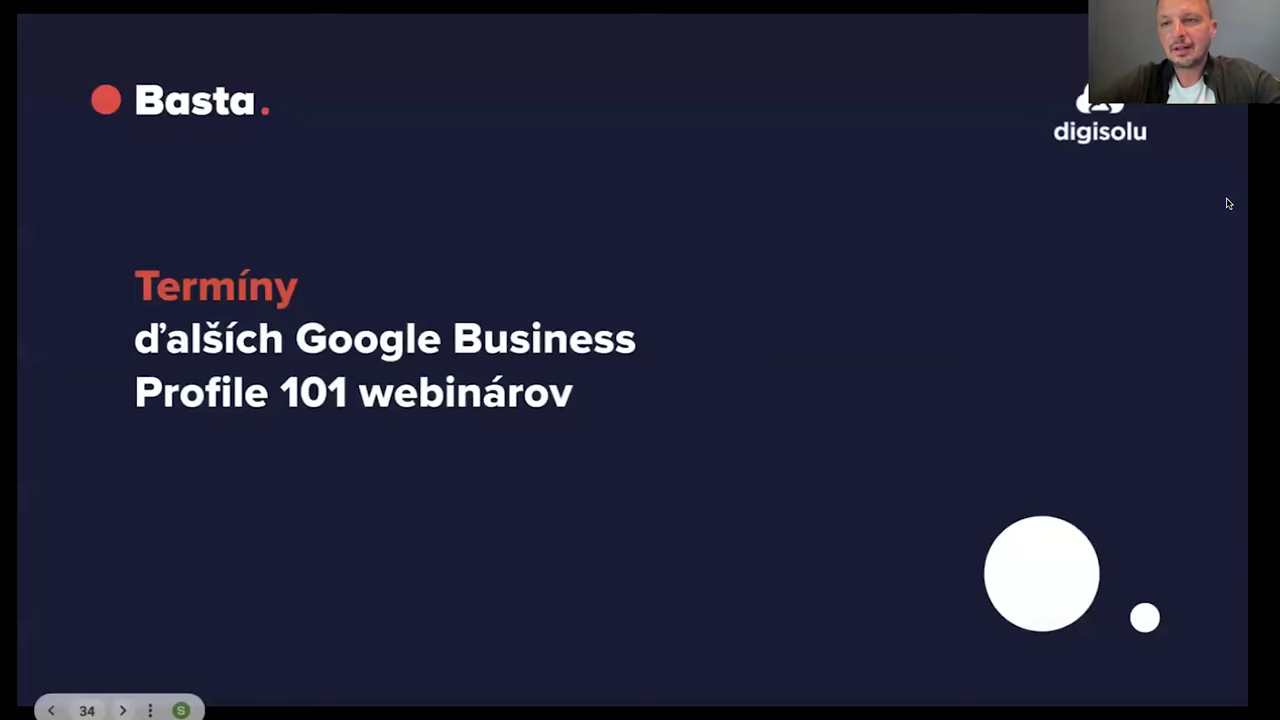 Basta.
digisolu
Termíny
ďalších Google Business
Profile 101 webinárov
34
S